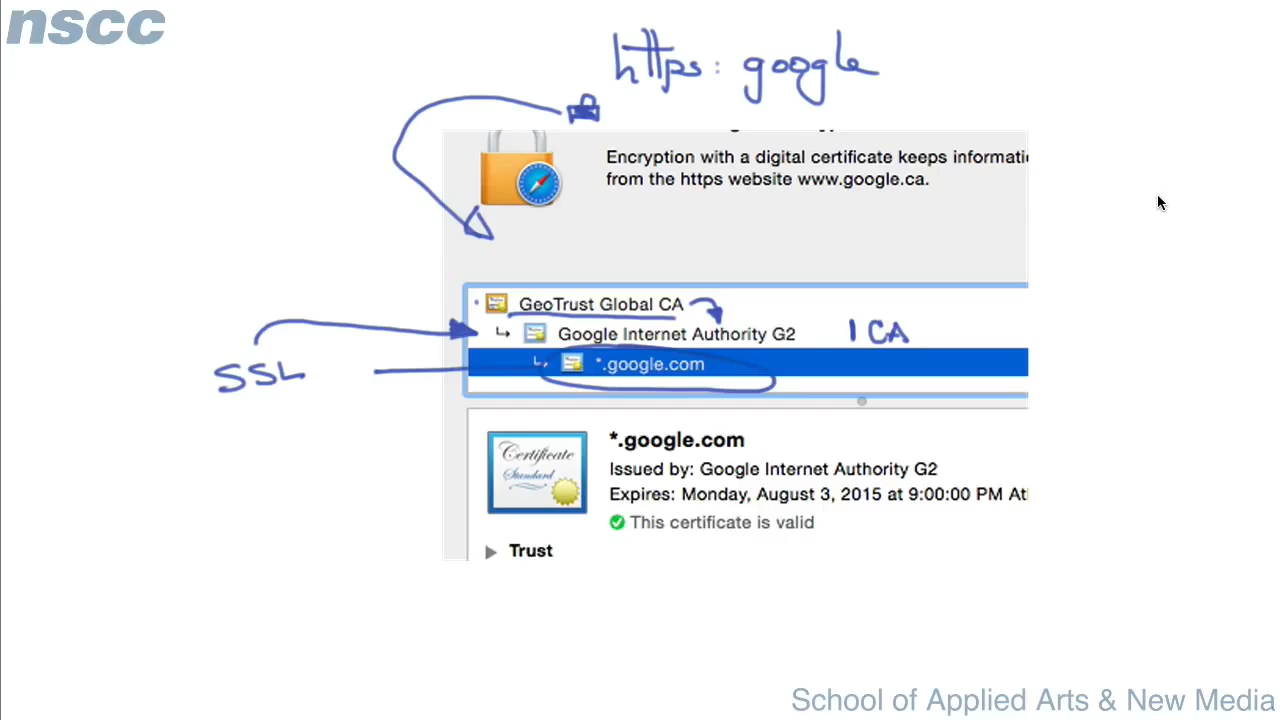 nscc
https: google
Encryption with a digital certificate keeps informati
from the https website www.google.ca.
GeoTrust Global CA
Google Internet Authority G2 ICA
SSL *.google.com
Certificate
Standard
*.google.com
Issued by: Google Internet Authority G2
Expires: Monday, August 3, 2015 at 9:00:00 PM Atl
This certificate is valid
Trust
School of Applied Arts & New Media